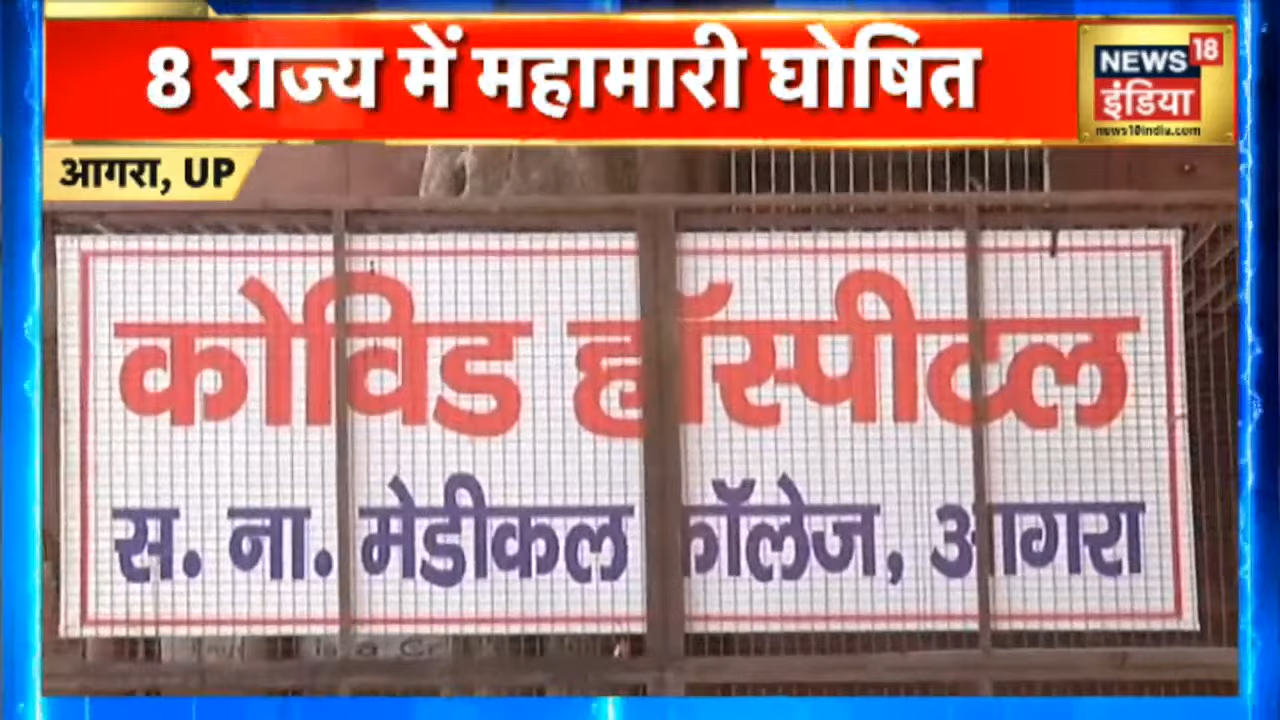 8 राज्य में महामारी घोषित
NEWS 18
इंडिया
news18india.com
आगरा, UP
कोविड हॉस्पीटल
स. ना. मेडीकल कॉलेज, आगरा